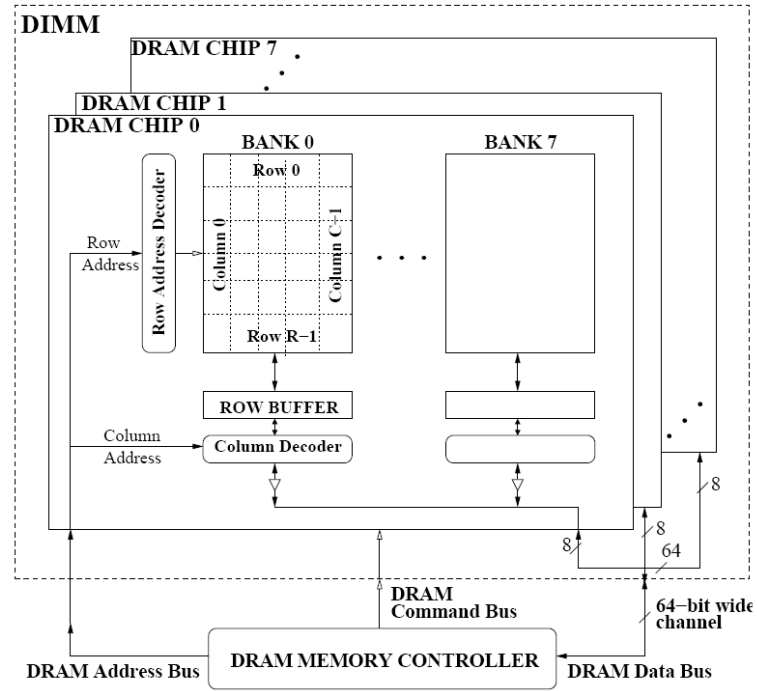 DIMM
DRAM CHIP 7
DRAM CHIP 1
DRAM CHIP 0
BANK 0
BANK 7
Row Address Decoder
Row 0
Column 0
Column C−1
Row R−1
Row
Address
ROW BUFFER
Column
Address
Column Decoder
8
8
8
64
DRAM
Command Bus
64−bit wide
channel
DRAM Address Bus
DRAM MEMORY CONTROLLER
DRAM Data Bus